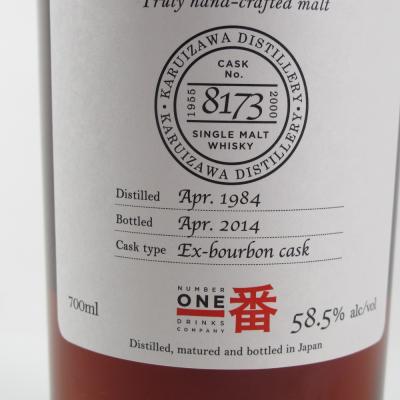 Truly hand-crafted malt
KARUIZAWA DISTILLERY
CASK
No.
1955
8173
2000
SINGLE MALT
WHISKY
KARUIZAWA DISTILLERY
Distilled Apr. 1984
Bottled Apr. 2014
Cask type Ex-bourbon cask
NUMBER
ONE
DRINKS
COMPANY
一番
700ml
58.5% alc/vol
Distilled, matured and bottled in Japan